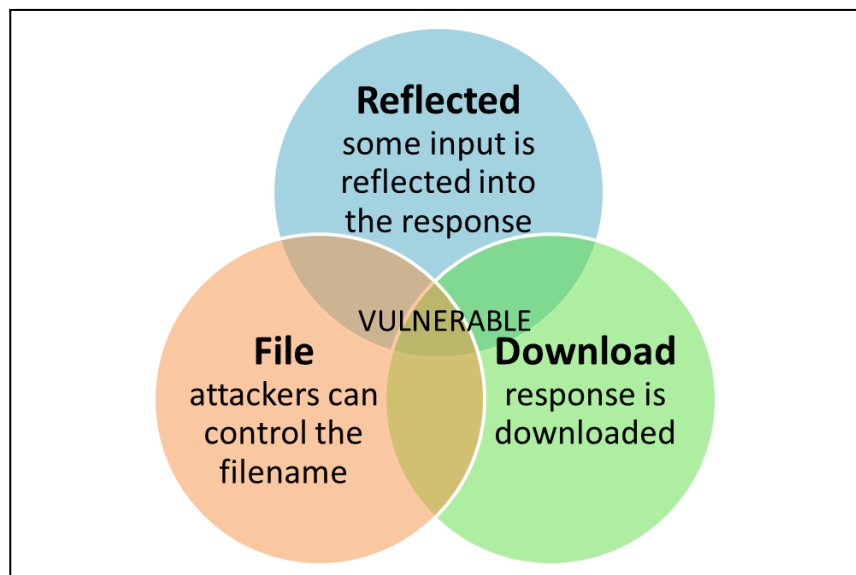 Reflected
some input is
reflected into
the response
VULNERABLE
File
attackers can
control the
filename
Download
response is
downloaded